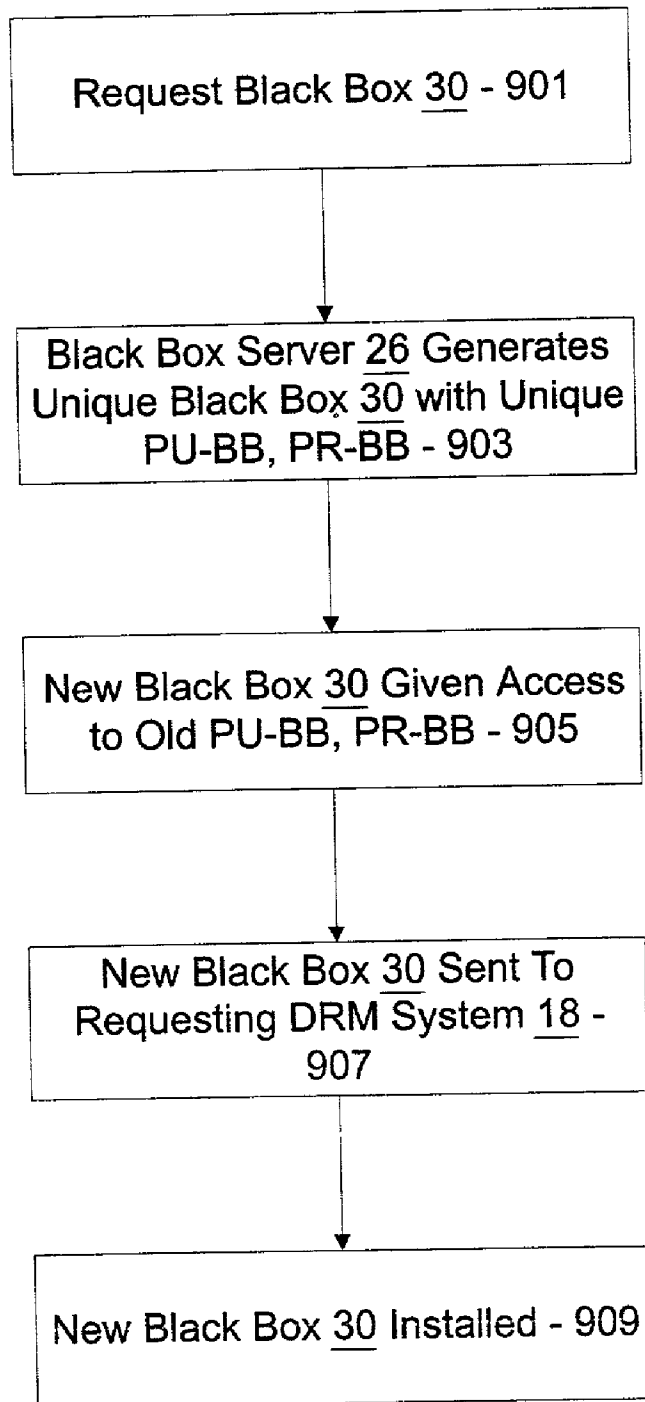 Request Black Box 30 - 901
Black Box Server 26 Generates
Unique Black Box 30 with Unique
PU-BB, PR-BB - 903
New Black Box 30 Given Access
to Old PU-BB, PR-BB - 905
New Black Box 30 Sent To
Requesting DRM System 18 -
907
New Black Box 30 Installed - 909